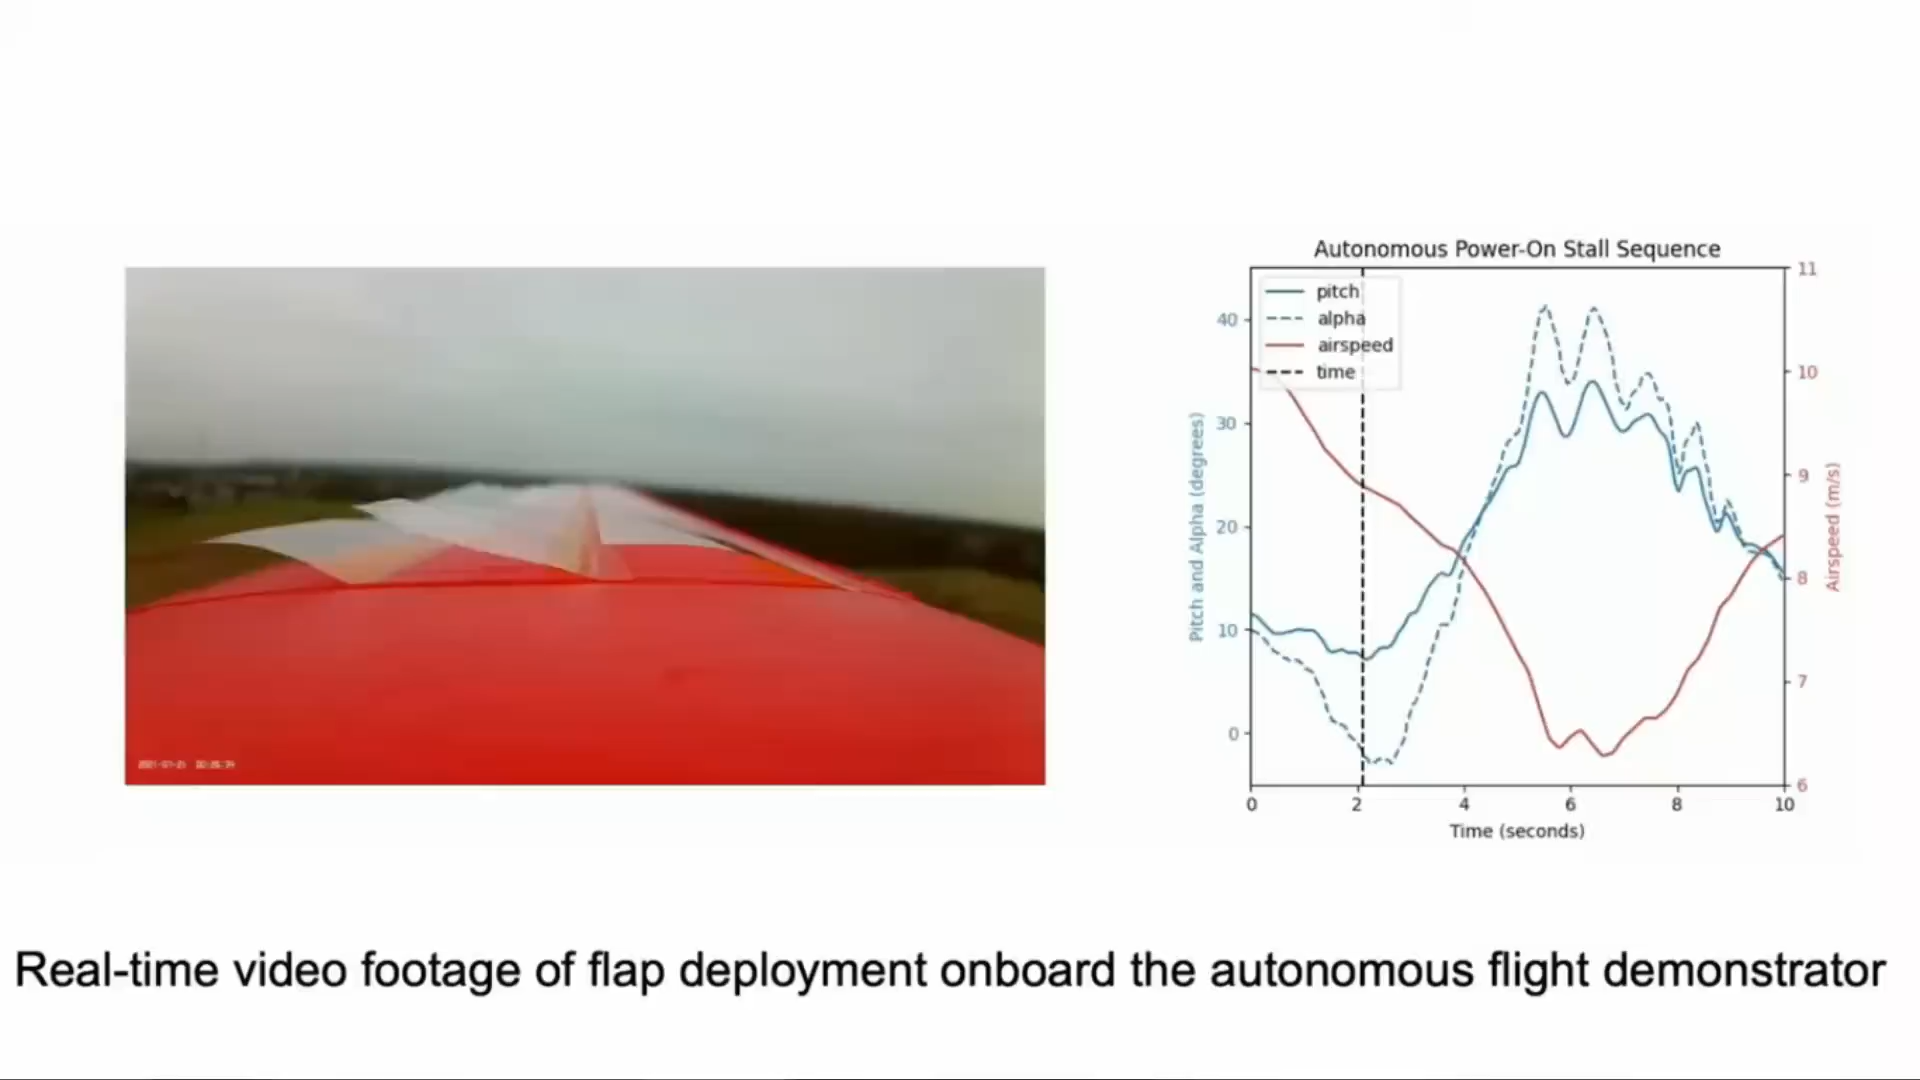 Autonomous Power-On Stall Sequence
pitch
alpha
airspeed
time
Pitch and Alpha (degrees)
40
30
20
10
0
11
10
9
8
7
6
Airspeed (m/s)
0 2 4 6 8 10
Time (seconds)
Real-time video footage of flap deployment onboard the autonomous flight demonstrator